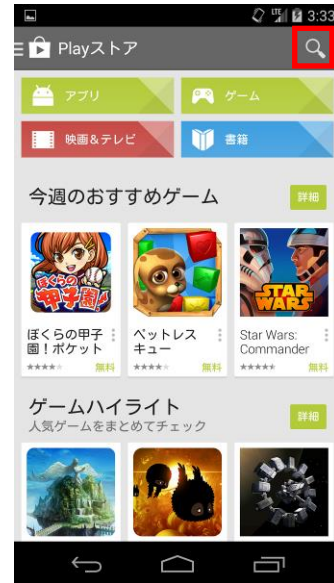 LTE 3:33
Playストア
アプリ
ゲーム
映画＆テレビ
書籍
今週のおすすめゲーム
詳細
ぼくらの甲子園!
STAR WARS
ぼくらの甲子園！ポケット
無料
ペットレスキュー
無料
Star Wars: Commander
無料
ゲームハイライト
詳細
人気ゲームをまとめてチェック